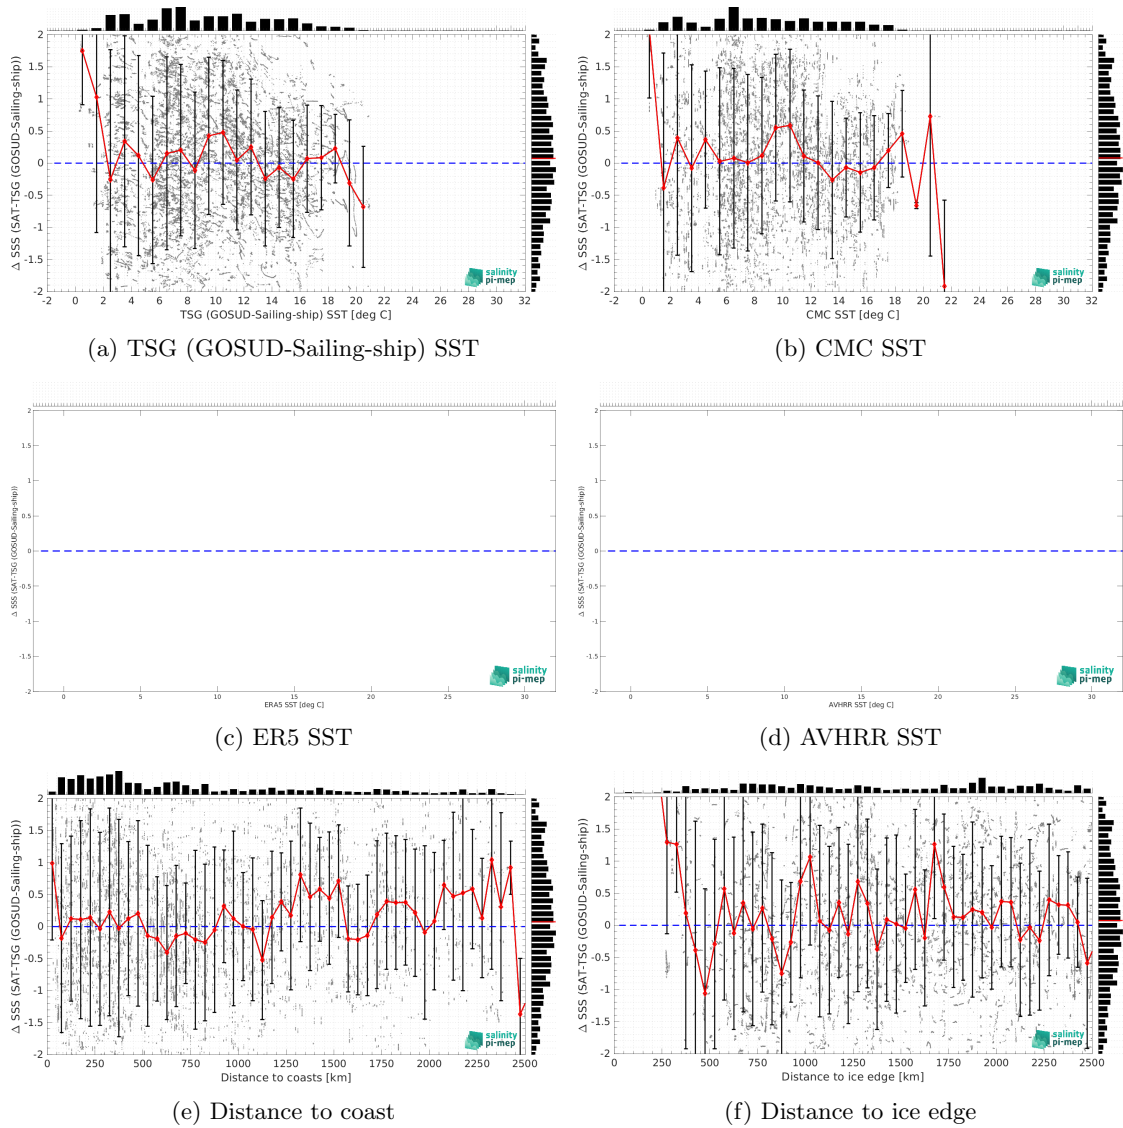 2
1.5
1
0.5
0
-0.5
-1
-1.5
-2
Δ SSS (SAT-TSG (GOSUD-Sailing-ship))
-2 0 2 4 6 8 10 12 14 16 18 20 22 24 26 28 30 32
TSG (GOSUD-Sailing-ship) SST [deg C]
salinity
pi-mep
(a) TSG (GOSUD-Sailing-ship) SST
2
1.5
1
0.5
0
-0.5
-1
-1.5
-2
Δ SSS (SAT-TSG (GOSUD-Sailing-ship))
-2 0 2 4 6 8 10 12 14 16 18 20 22 24 26 28 30 32
CMC SST [deg C]
salinity
pi-mep
(b) CMC SST
2
1.5
1
0.5
0
-0.5
-1
-1.5
-2
Δ SSS (SAT-TSG (GOSUD-Sailing-ship))
0 5 10 15 20 25 30
ERA5 SST [deg C]
salinity
pi-mep
(c) ER5 SST
2
1.5
1
0.5
0
-0.5
-1
-1.5
-2
Δ SSS (SAT-TSG (GOSUD-Sailing-ship))
0 5 10 15 20 25 30
AVHRR SST [deg C]
salinity
pi-mep
(d) AVHRR SST
2
1.5
1
0.5
0
-0.5
-1
-1.5
-2
Δ SSS (SAT-TSG (GOSUD-Sailing-ship))
0 250 500 750 1000 1250 1500 1750 2000 2250 2500
Distance to coasts [km]
salinity
pi-mep
(e) Distance to coast
2
1.5
1
0.5
0
-0.5
-1
-1.5
-2
Δ SSS (SAT-TSG (GOSUD-Sailing-ship))
0 250 500 750 1000 1250 1500 1750 2000 2250 2500
Distance to ice edge [km]
salinity
pi-mep
(f) Distance to ice edge